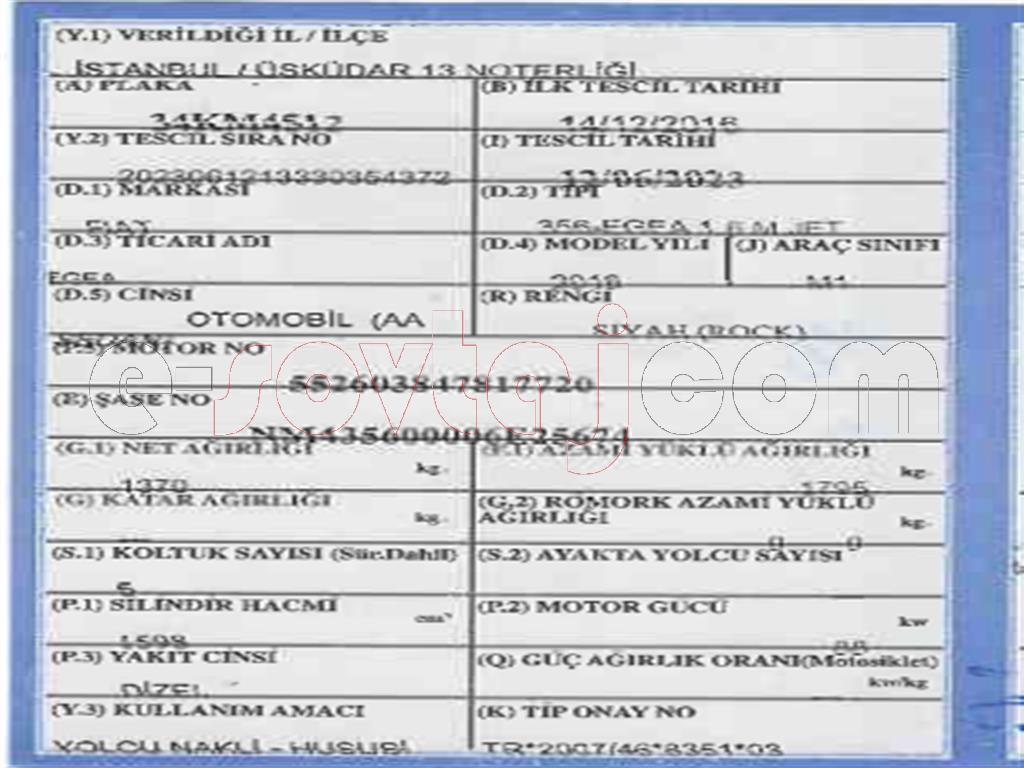 (Y.1) VERİLDİĞİ İL / İLÇE
İSTANBUL / ÜSKÜDAR 13 NOTERLİĞİ
(A) PLAKA
34KM4512
(B) İLK TESCİL TARİHİ
14/12/2016
(Y.2) TESCİL SIRA NO
2023061213330354372
(I) TESCİL TARİHİ
12/06/2023
(D.1) MARKASI
FIAT
(D.2) TİPİ
356 EGEA 1.6 M.JET
(D.3) TİCARİ ADI
EGEA
(D.4) MODEL YILI
2016
(J) ARAÇ SINIFI
M1
(D.5) CİNSİ
OTOMOBİL (AA
(R) RENGİ
SİYAH (ROCK)
(P.5) MOTOR NO
552603847817720
(E) ŞASE NO
NM435600006E25674
(G.1) NET AĞIRLIĞI
kg.
1370
(F.1) AZAMİ YÜKLÜ AĞIRLIĞI
kg.
1795
(G) KATAR AĞIRLIĞI
kg.
(G.2) ROMORK AZAMİ YÜKLÜ
AĞIRLIĞI
kg.
0 0
(S.1) KOLTUK SAYISI (Sür.Dahil)
5
(S.2) AYAKTA YOLCU SAYISI
(P.1) SİLİNDİR HACMİ
cm³
1598
(P.2) MOTOR GÜCÜ
kw
88
(P.3) YAKIT CİNSİ
DİZEL
(Q) GÜÇ AĞIRLIK ORANI(Motosiklet)
kw/kg
(Y.3) KULLANIM AMACI
YOLCU NAKLİ - HUSUSİ
(K) TİP ONAY NO
TR*2007/46*8351*03
e-sovtaj.com